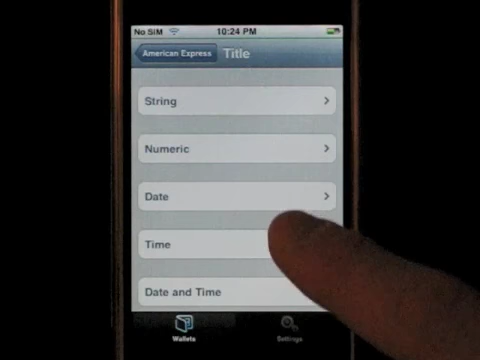 No SIM 10:24 PM
American Express Title
String
Numeric
Date
Time
Date and Time
Wallets Settings